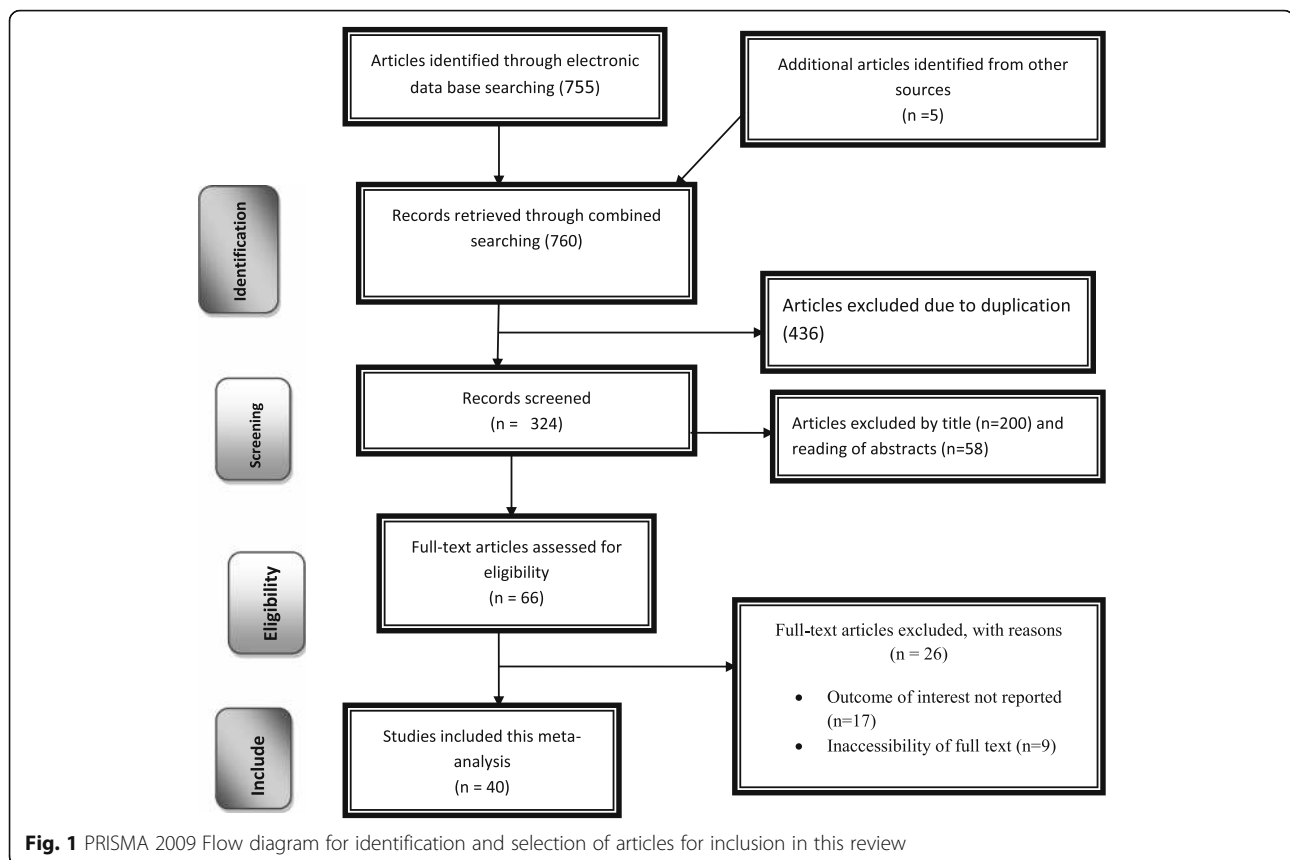 Articles identified through electronic
data base searching (755)
Additional articles identified from other
sources
(n =5)
Identification
Records retrieved through combined
searching (760)
Articles excluded due to duplication
(436)
Screening
Records screened
(n = 324)
Articles excluded by title (n=200) and
reading of abstracts (n=58)
Eligibility
Full-text articles assessed for
eligibility
(n = 66)
Full-text articles excluded, with reasons
(n = 26)
• Outcome of interest not reported
(n=17)
• Inaccessibility of full text (n=9)
Include
Studies included this meta-
analysis
(n = 40)
Fig. 1 PRISMA 2009 Flow diagram for identification and selection of articles for inclusion in this review